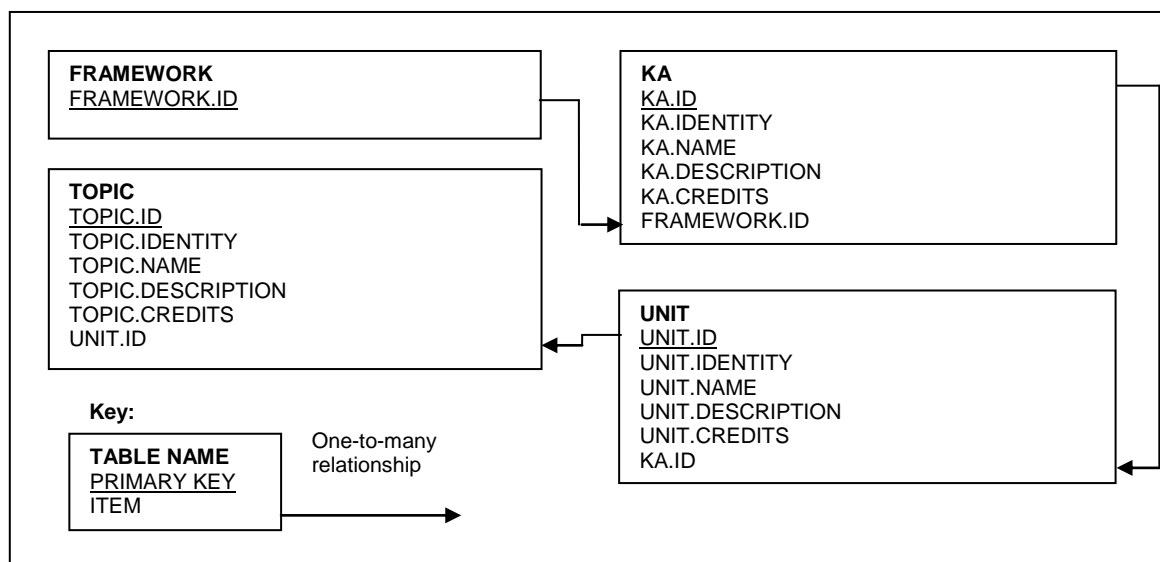 FRAMEWORK
FRAMEWORK.ID
KA
KA.ID
KA.IDENTITY
KA.NAME
KA.DESCRIPTION
KA.CREDITS
FRAMEWORK.ID
TOPIC
TOPIC.ID
TOPIC.IDENTITY
TOPIC.NAME
TOPIC.DESCRIPTION
TOPIC.CREDITS
UNIT.ID
UNIT
UNIT.ID
UNIT.IDENTITY
UNIT.NAME
UNIT.DESCRIPTION
UNIT.CREDITS
KA.ID
Key:
TABLE NAME
PRIMARY KEY
ITEM
One-to-many
relationship